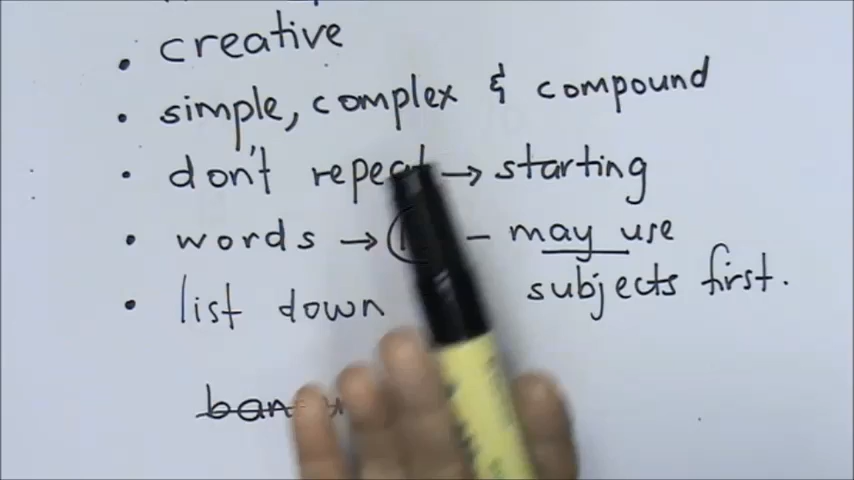 • creative
• simple, complex & compound
• don't repeat → starting
• words → – may use
subjects first.
• list down